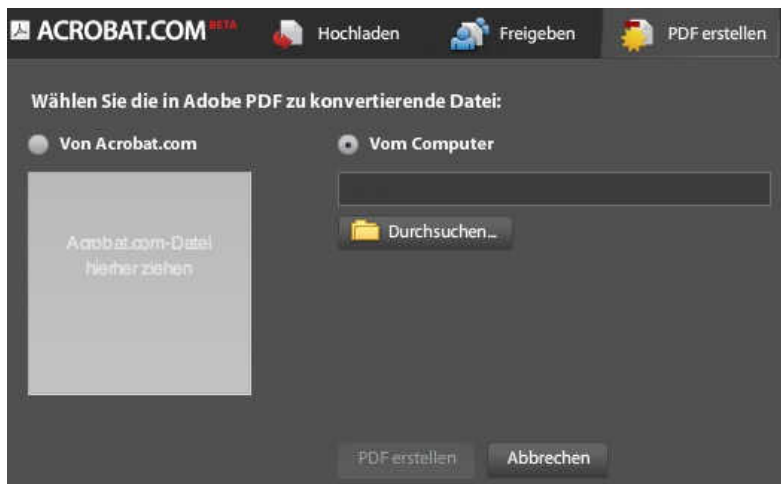 ACROBAT.COM BETA Hochladen Freigeben PDF erstellen
Wählen Sie die in Adobe PDF zu konvertierende Datei:
Von Acrobat.com Vom Computer
Durchsuchen...
Acrobat.com-Datei
hierher ziehen
PDF erstellen Abbrechen